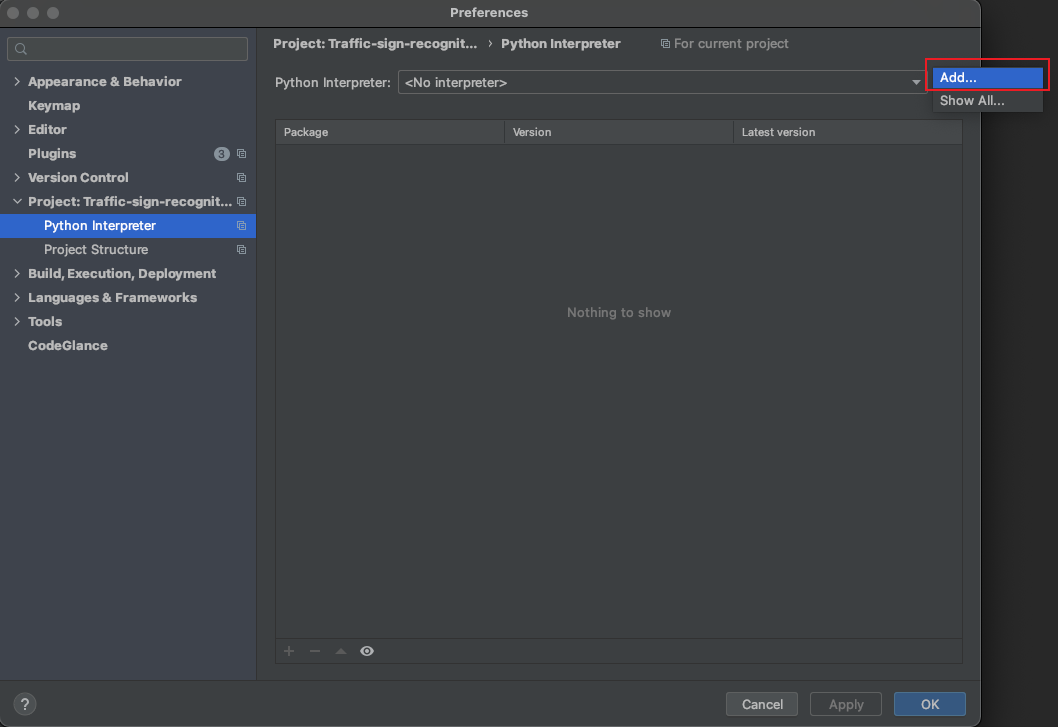 Preferences
Appearance & Behavior
Keymap
Editor
Plugins 3
Version Control
Project: Traffic-sign-recognit...
Python Interpreter
Project Structure
Build, Execution, Deployment
Languages & Frameworks
Tools
CodeGlance
Project: Traffic-sign-recognit... › Python Interpreter For current project
Python Interpreter: <No interpreter>
Add...
Show All...
Package Version Latest version
Nothing to show
? Cancel Apply OK